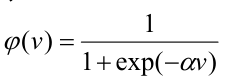 φ(v) = 1 / (1 + exp(−αv))